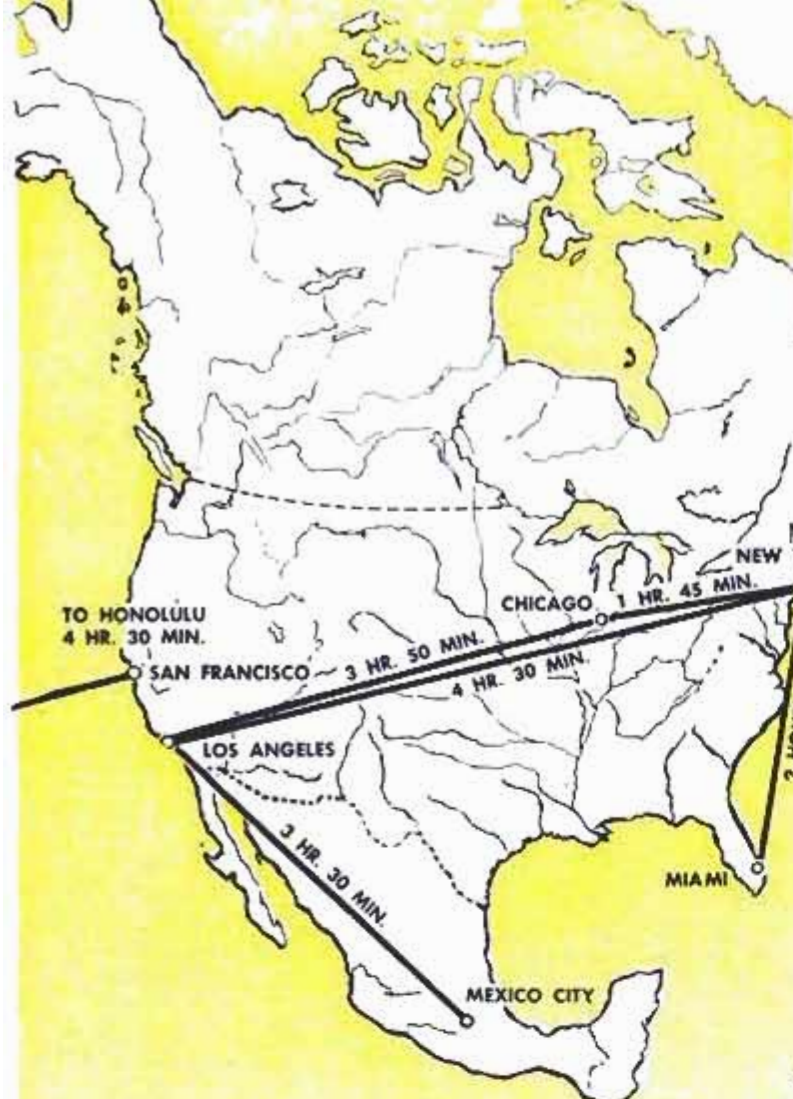 NEW
CHICAGO
1 HR. 45 MIN.
TO HONOLULU
4 HR. 30 MIN.
SAN FRANCISCO
3 HR. 50 MIN.
4 HR. 30 MIN.
LOS ANGELES
3 HR. 30 MIN.
MIAMI
MEXICO CITY